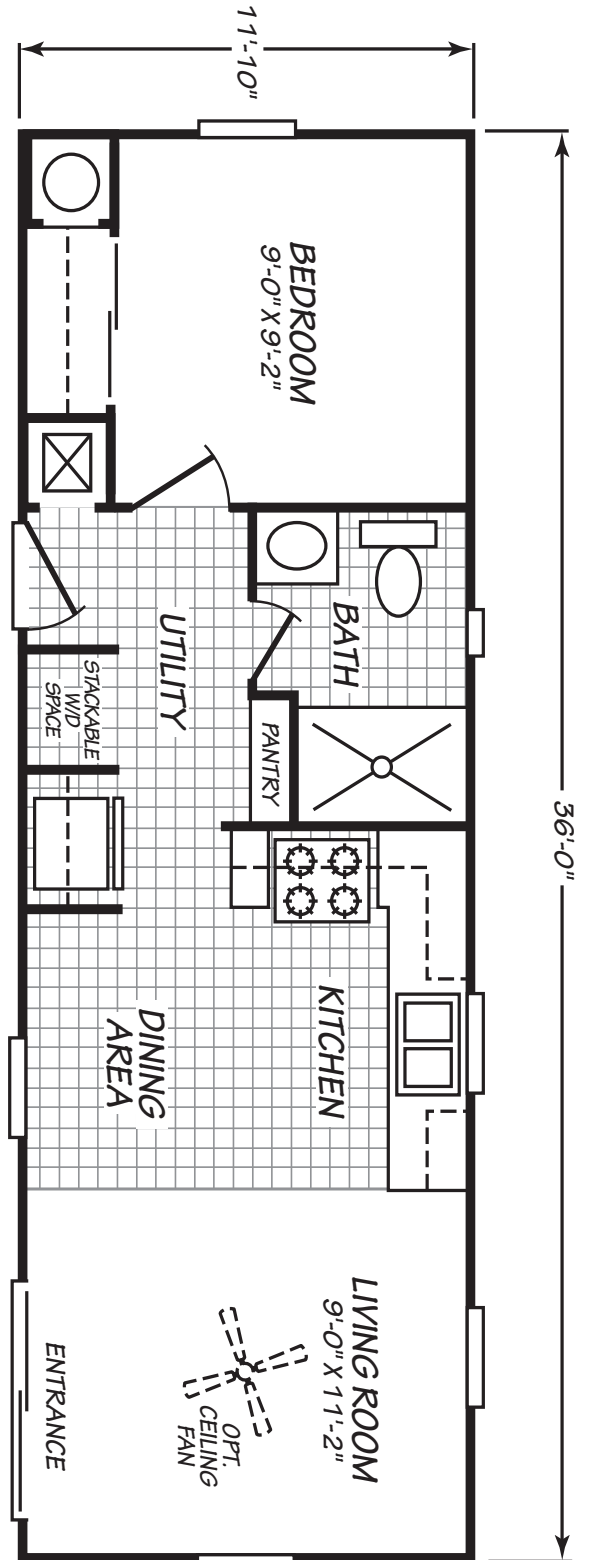 36'-0"
11'-10"
BEDROOM
9'-0" X 9'-2"
BATH
UTILITY
STACKABLE
W/D
SPACE
PANTRY
KITCHEN
DINING
AREA
LIVING ROOM
9'-0" X 11'-2"
OPT.
CEILING
FAN
ENTRANCE